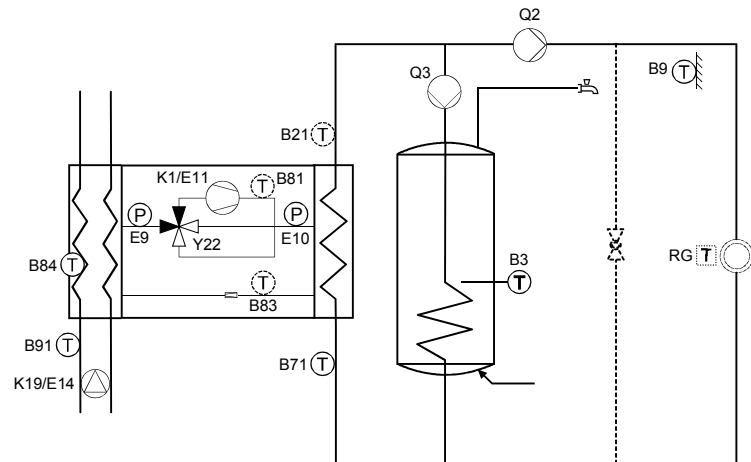 Q2
Q3
B9
T
B21
T
K1/E11
B81
T
P
P
E9
Y22
E10
B84
T
B3
T
RG
T
T
B83
B91
T
B71
T
K19/E14